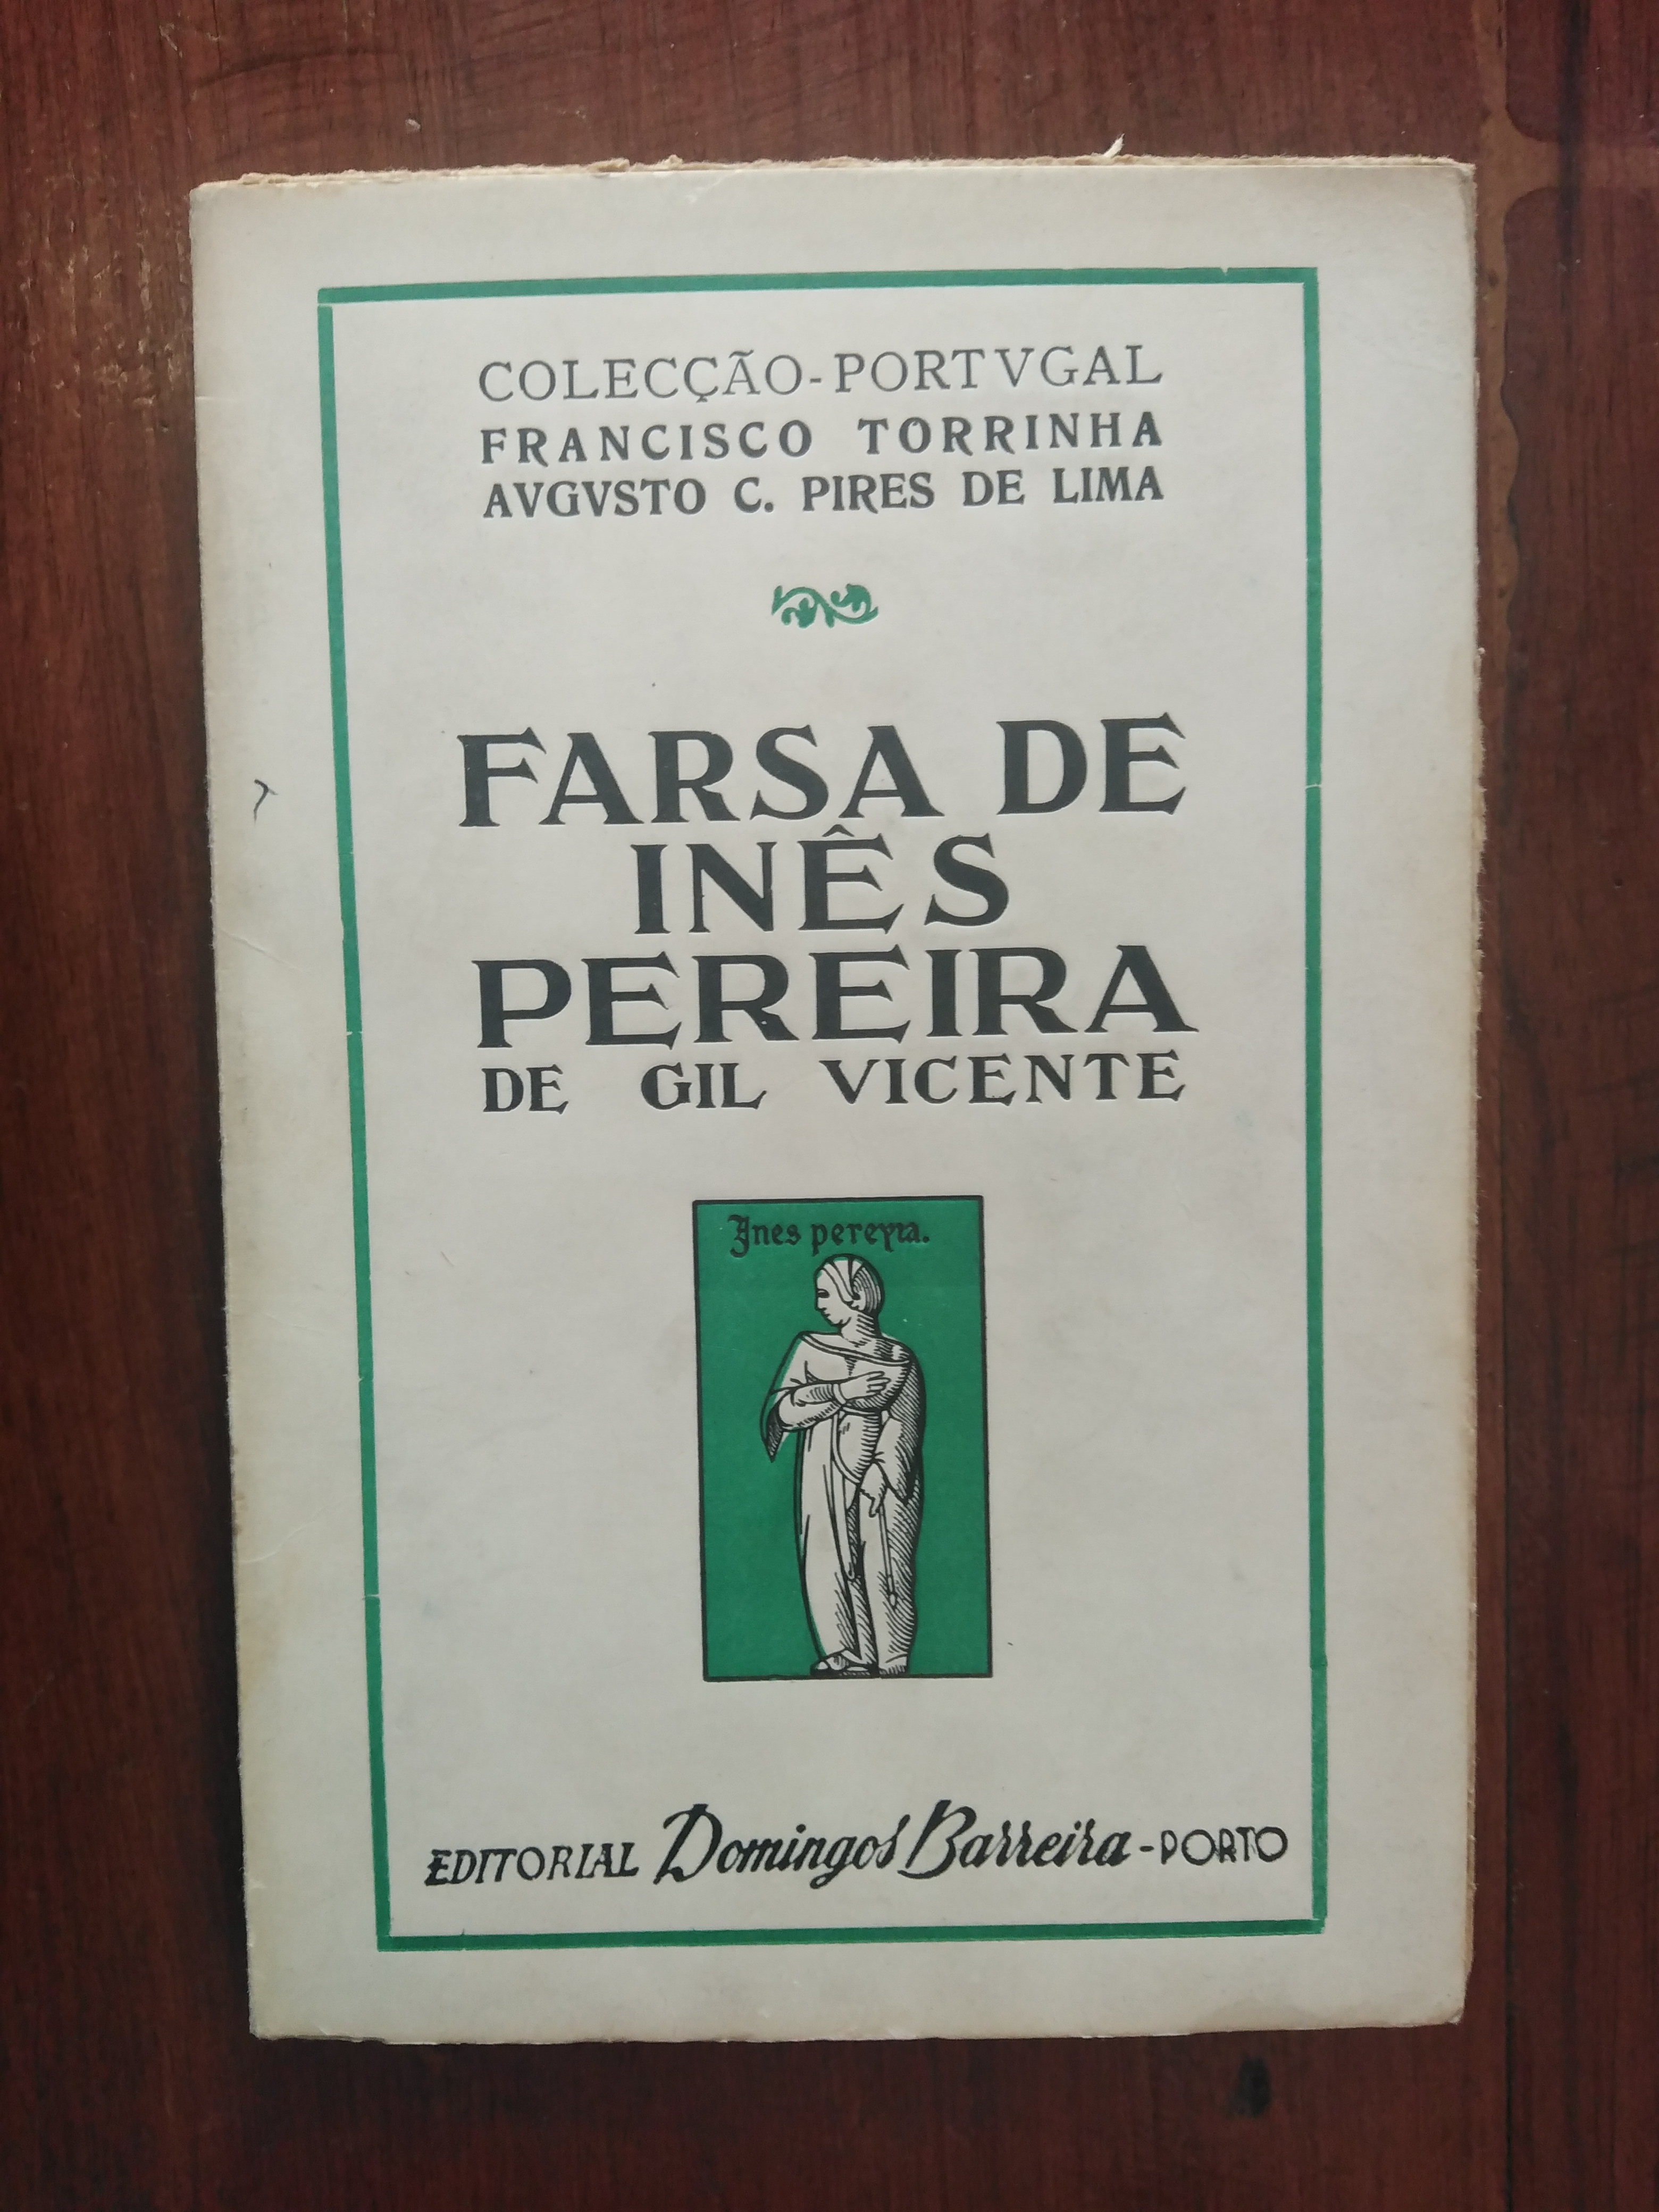 COLECÇÃO-PORTVGAL
FRANCISCO TORRINHA
AVGVSTO C. PIRES DE LIMA
FARSA DE
INÊS
PEREIRA
DE GIL VICENTE
Ines pereyra.
EDITORIAL Domingos Barreira-PORTO